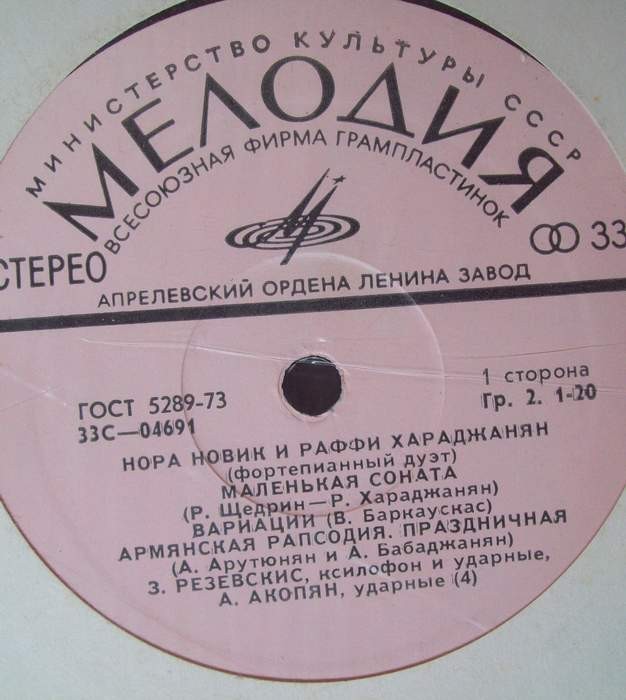 МИНИСТЕРСТВО КУЛЬТУРЫ СССР
МЕЛОДИЯ
ВСЕСОЮЗНАЯ ФИРМА ГРАМПЛАСТИНОК
СТЕРЕО
33
АПРЕЛЕВСКИЙ ОРДЕНА ЛЕНИНА ЗАВОД
ГОСТ 5289-73
33С—04691
1 сторона
Гр. 2. 1-20
НОРА НОВИК И РАФФИ ХАРАДЖАНЯН
(фортепианный дуэт)
МАЛЕНЬКАЯ СОНАТА
(Р. Щедрин—Р. Хараджанян)
ВАРИАЦИИ (В. Баркаускас)
АРМЯНСКАЯ РАПСОДИЯ. ПРАЗДНИЧНАЯ
(А. Арутюнян и А. Бабаджанян)
З. РЕЗЕВСКИС, ксилофон и ударные,
А. АКОПЯН, ударные (4)